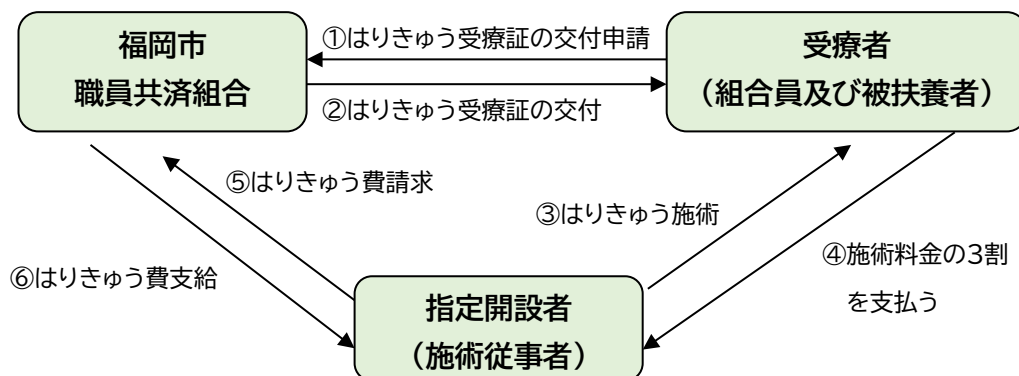 福岡市
職員共済組合
①はりきゅう受療証の交付申請
②はりきゅう受療証の交付
受療者
（組合員及び被扶養者）
⑤はりきゅう費請求
③はりきゅう施術
⑥はりきゅう費支給
④施術料金の３割
を支払う
指定開設者
（施術従事者）